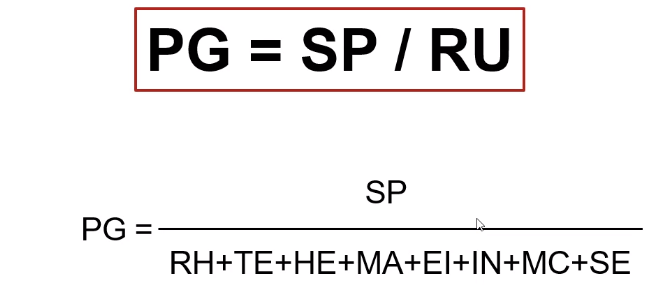 PG = SP / RU
SP
PG =
RH+TE+HE+MA+EI+IN+MC+SE